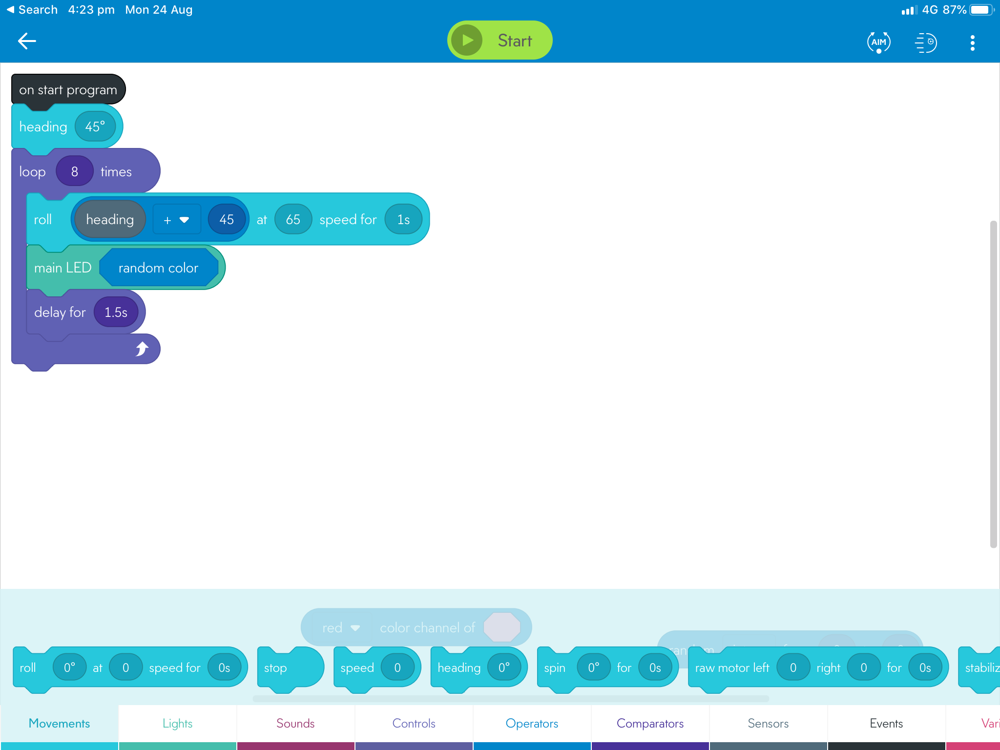 Search 4:23 pm Mon 24 Aug 4G 87%
Start
AIM
on start program
heading 45°
loop 8 times
roll heading + 45 at 65 speed for 1s
main LED random color
delay for 1.5s
red color channel of
random
roll 0° at 0 speed for 0s stop speed 0 heading 0° spin 0° for 0s raw motor left 0 right 0 for 0s stabiliz
Movements Lights Sounds Controls Operators Comparators Sensors Events Vari